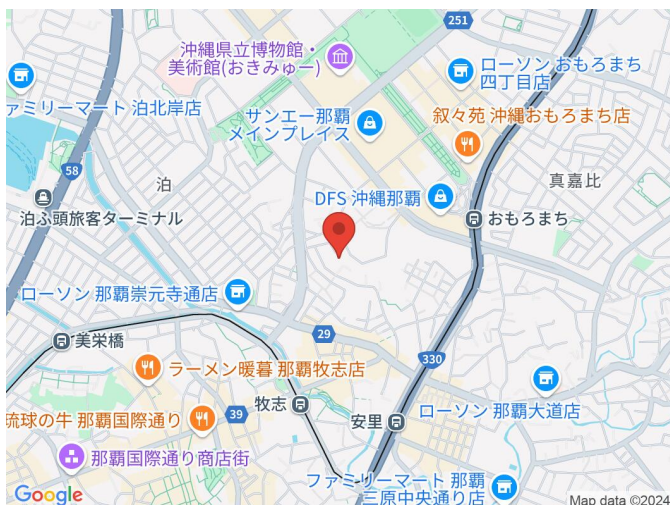 251
沖縄県立博物館・
美術館(おきみゅー)
ローソン おもろまち
四丁目店
ァミリーマート 泊北岸店
サンエー那覇
メインプレイス
叙々苑 沖縄おもろまち店
58
泊
真嘉比
DFS 沖縄那覇
泊ふ頭旅客ターミナル
おもろまち
ローソン 那覇崇元寺通店
29
美栄橋
330
ラーメン暖暮 那覇牧志店
牧志
39
琉球の牛 那覇国際通り
安里
ローソン 那覇大道店
那覇国際通り商店街
ファミリーマート 那覇
三原中央通り店
Google
Map data ©2024